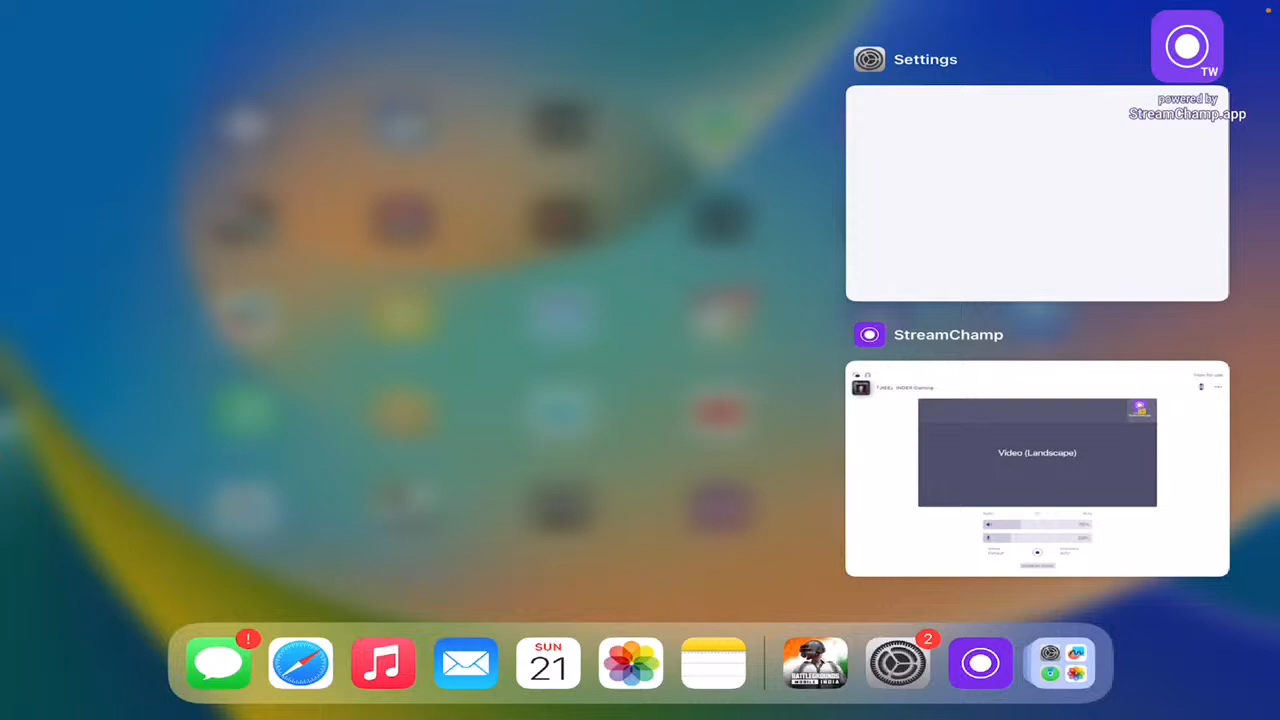 Settings
TW
powered by
StreamChamp.app
StreamChamp
Video (Landscape)
!
SUN
21
BATTLEGROUNDS
MOBILE INDIA
2